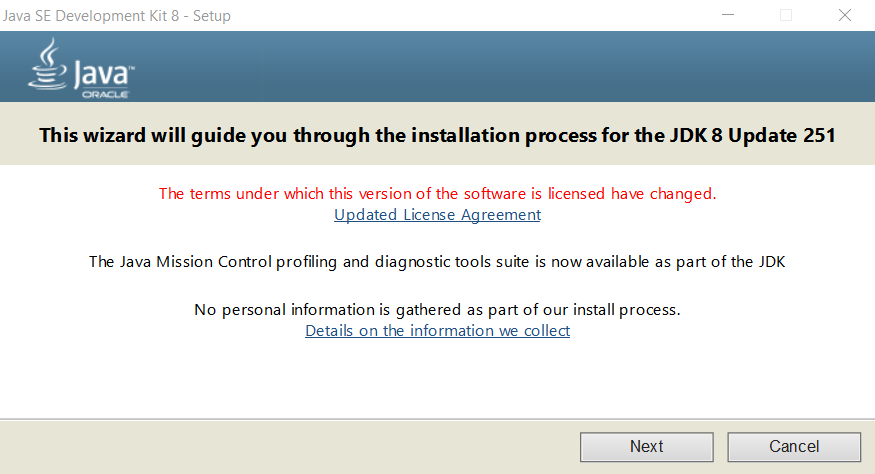 Java SE Development Kit 8 - Setup
Java™
ORACLE
This wizard will guide you through the installation process for the JDK 8 Update 251
The terms under which this version of the software is licensed have changed.
Updated License Agreement
The Java Mission Control profiling and diagnostic tools suite is now available as part of the JDK
No personal information is gathered as part of our install process.
Details on the information we collect
Next Cancel